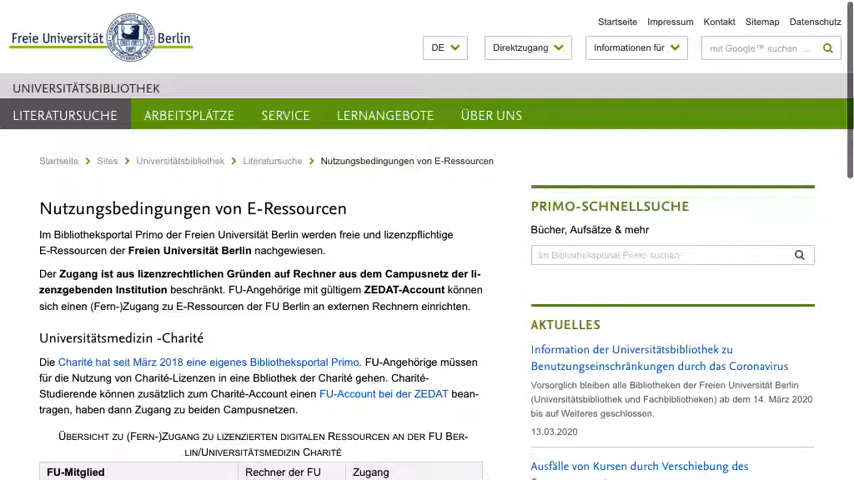 Startseite Impressum Kontakt Sitemap Datenschutz
Freie Universität Berlin
DE Direktzugang Informationen für mit Google™ suchen ...
UNIVERSITÄTSBIBLIOTHEK
LITERATURSUCHE ARBEITSPLÄTZE SERVICE LERNANGEBOTE ÜBER UNS
Startseite Sites Universitätsbibliothek Literatursuche Nutzungsbedingungen von E-Ressourcen
Nutzungsbedingungen von E-Ressourcen
Im Bibliotheksportal Primo der Freien Universität Berlin werden freie und lizenzpflichtige
E-Ressourcen der Freien Universität Berlin nachgewiesen.
Der Zugang ist aus lizenzrechtlichen Gründen auf Rechner aus dem Campusnetz der li-
zenzgebenden Institution beschränkt. FU-Angehörige mit gültigem ZEDAT-Account können
sich einen (Fern-)Zugang zu E-Ressourcen der FU Berlin an externen Rechnern einrichten.
Universitätsmedizin -Charité
Die Charité hat seit März 2018 eine eigenes Bibliotheksportal Primo. FU-Angehörige müssen
für die Nutzung von Charité-Lizenzen in eine Bbliothek der Charité gehen. Charité-
Studierende können zusätzlich zum Charité-Account einen FU-Account bei der ZEDAT bean-
tragen, haben dann Zugang zu beiden Campusnetzen.
ÜBERSICHT ZU (FERN-)ZUGANG ZU LIZENZIERTEN DIGITALEN RESSOURCEN AN DER FU BER-
LIN/UNIVERSITÄTSMEDIZIN CHARITÉ
FU-Mitglied Rechner der FU Zugang
PRIMO-SCHNELLSUCHE
Bücher, Aufsätze & mehr
Im Bibliotheksportal Primo suchen
AKTUELLES
Information der Universitätsbibliothek zu
Benutzungseinschränkungen durch das Coronavirus
Vorsorglich bleiben alle Bibliotheken der Freien Universität Berlin
(Universitätsbibliothek und Fachbibliotheken) ab dem 14. März 2020
bis auf Weiteres geschlossen.
13.03.2020
Ausfälle von Kursen durch Verschiebung des